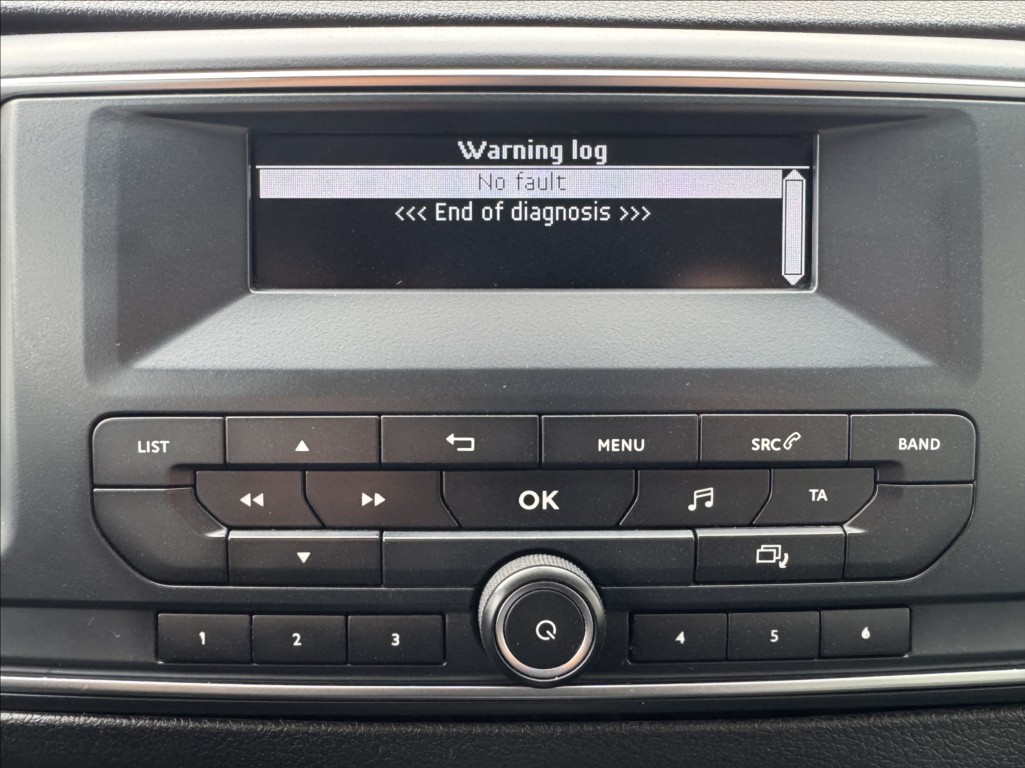 Warning log
No fault
<<< End of diagnosis >>>
LIST
MENU
SRC
BAND
OK
TA
1
2
3
4
5
6